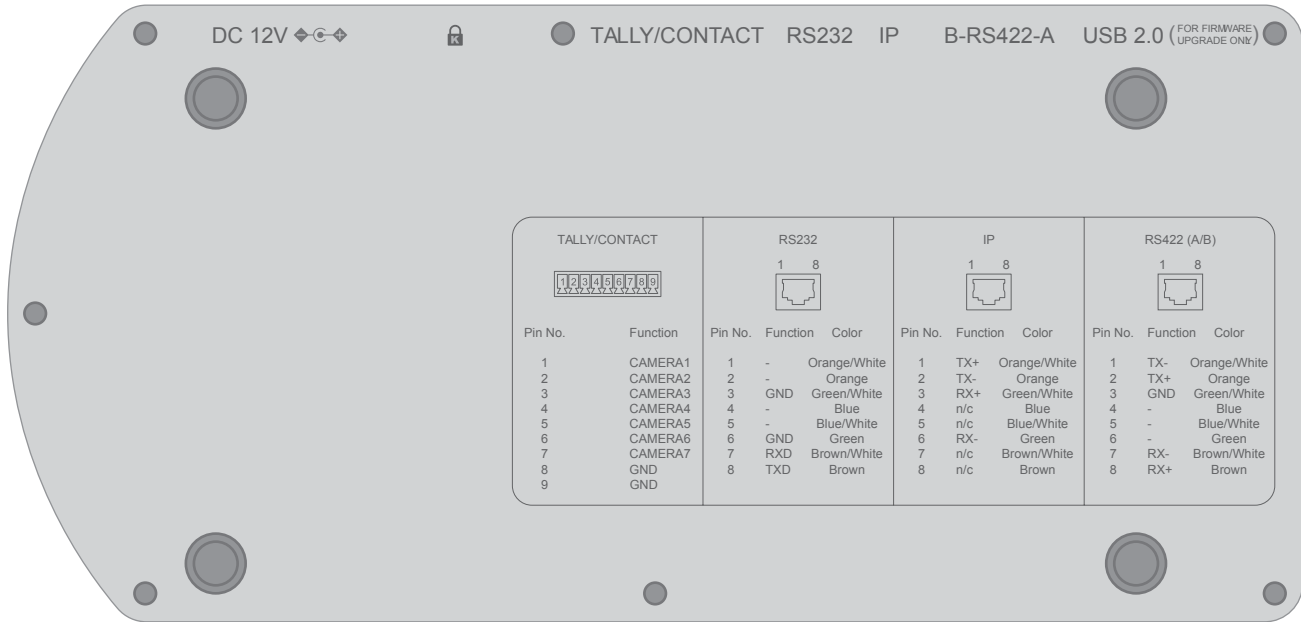 DC 12V TALLY/CONTACT RS232 IP B-RS422-A USB 2.0 (FOR FIRMWARE UPGRADE ONLY)
K
TALLY/CONTACT
1 2 3 4 5 6 7 8 9
Pin No. Function
1 CAMERA1
2 CAMERA2
3 CAMERA3
4 CAMERA4
5 CAMERA5
6 CAMERA6
7 CAMERA7
8 GND
9 GND
RS232
1 8
Pin No. Function Color
1 - Orange/White
2 - Orange
3 GND Green/White
4 - Blue
5 - Blue/White
6 GND Green
7 RXD Brown/White
8 TXD Brown
IP
1 8
Pin No. Function Color
1 TX+ Orange/White
2 TX- Orange
3 RX+ Green/White
4 n/c Blue
5 n/c Blue/White
6 RX- Green
7 n/c Brown/White
8 n/c Brown
RS422 (A/B)
1 8
Pin No. Function Color
1 TX- Orange/White
2 TX+ Orange
3 GND Green/White
4 - Blue
5 - Blue/White
6 - Green
7 RX- Brown/White
8 RX+ Brown